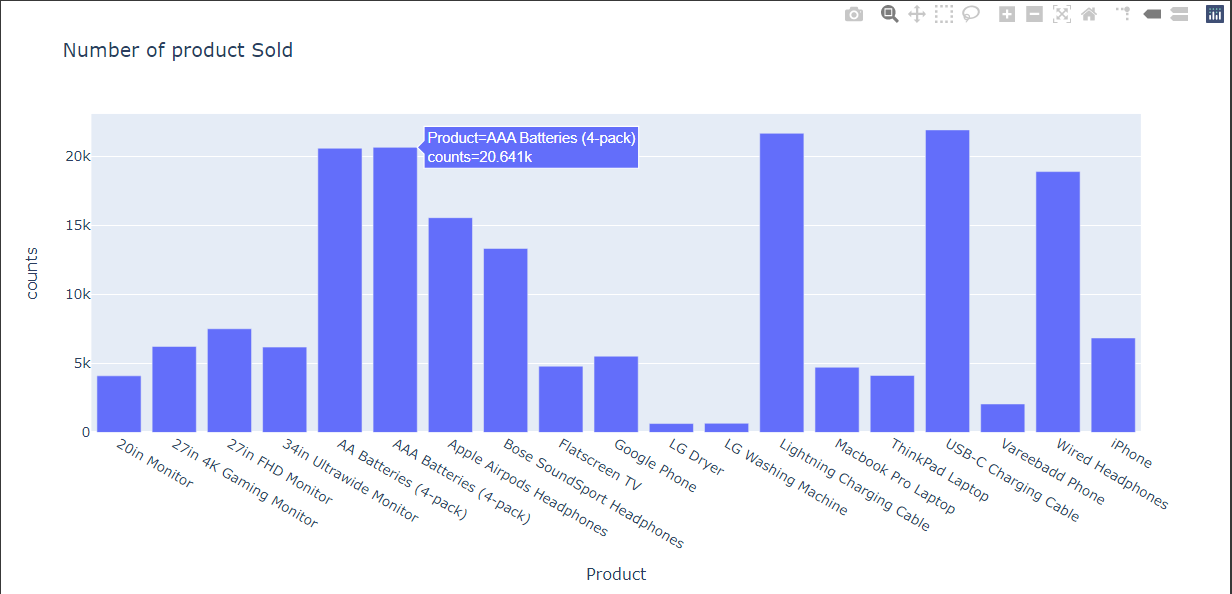 Number of product Sold
Product=AAA Batteries (4-pack)
counts=20.641k
20k
15k
10k
5k
0
counts
20in Monitor
27in 4K Gaming Monitor
27in FHD Monitor
34in Ultrawide Monitor
AA Batteries (4-pack)
AAA Batteries (4-pack)
Apple Airpods Headphones
Bose SoundSport Headphones
Flatscreen TV
Google Phone
LG Dryer
LG Washing Machine
Lightning Charging Cable
Macbook Pro Laptop
ThinkPad Laptop
USB-C Charging Cable
Vareebadd Phone
Wired Headphones
iPhone
Product